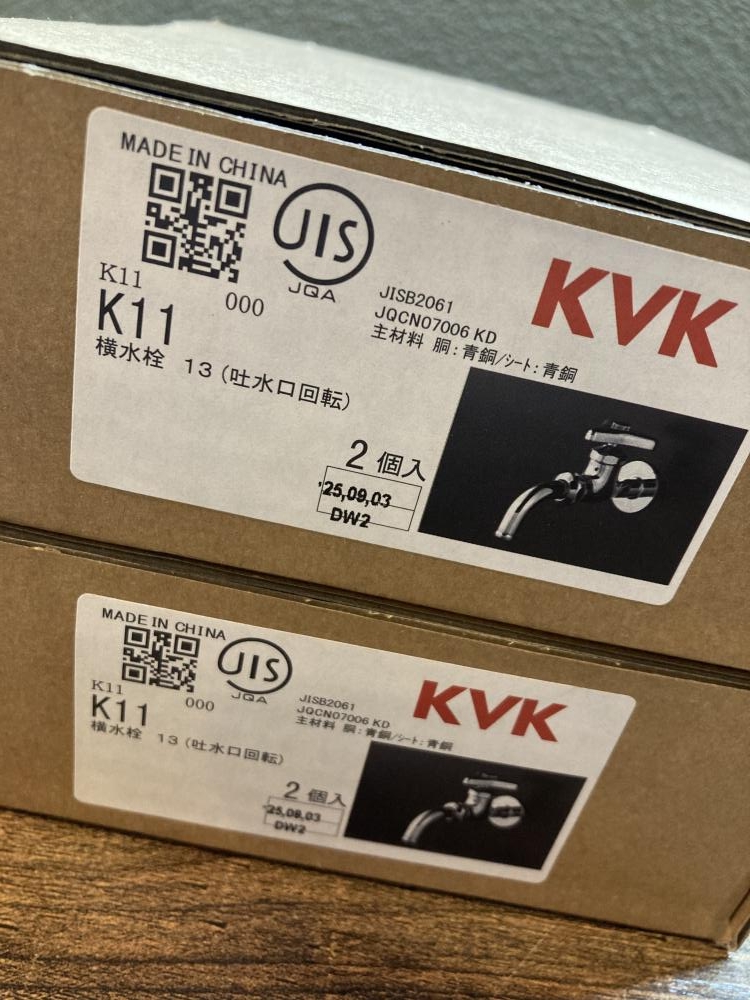 MADE IN CHINA
JIS
JQA
K11
000
K11
横水栓 13(吐水口回転)
JISB2061
JQCN07006 KD
主材料 胴:青銅/シート:青銅
KVK
2 個入
'25,09,03
DW2
MADE IN CHINA
JIS
JQA
K11
000
K11
横水栓 13(吐水口回転)
JISB2061
JQCN07006 KD
主材料 胴:青銅/シート:青銅
KVK
2 個入
DW2